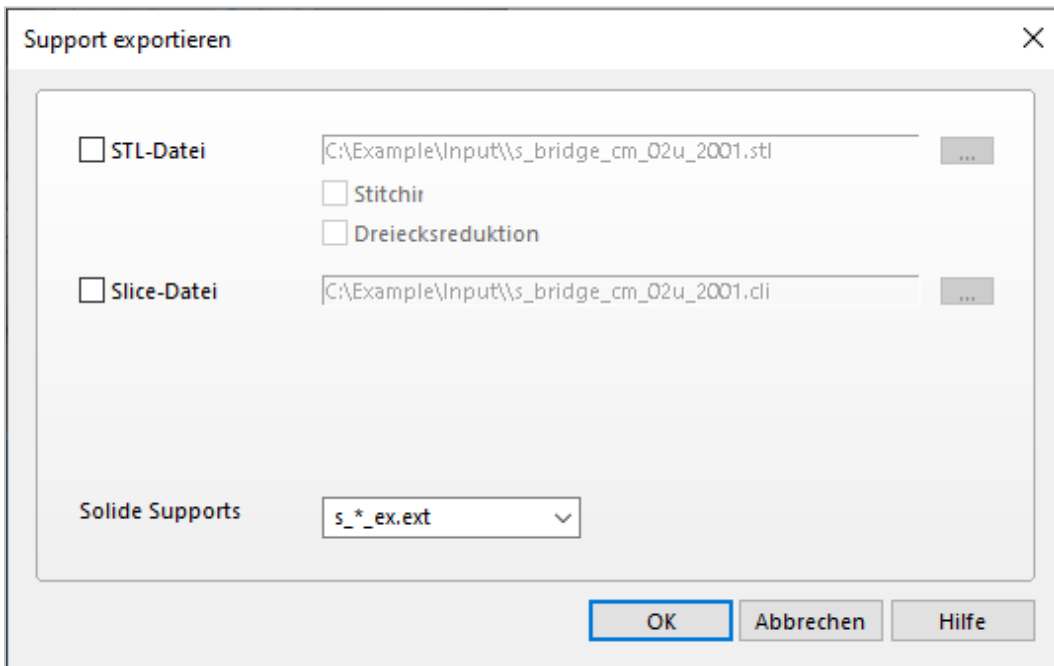 Support exportieren
STL-Datei C:\Example\Input\\s_bridge_cm_02u_2001.stl ...
Stitchir
Dreiecksreduktion
Slice-Datei C:\Example\Input\\s_bridge_cm_02u_2001.cli ...
Solide Supports s_*_ex.ext
OK Abbrechen Hilfe